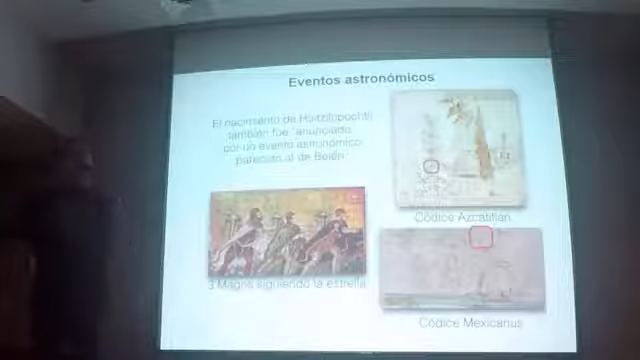 Eventos astronómicos
El nacimiento de Huitzilopochtli
también fue "anunciado"
por un evento astronómico
parecido al de Belén
Códice Azcatitlan
3 Magos siguiendo la estrella
Códice Mexicanus